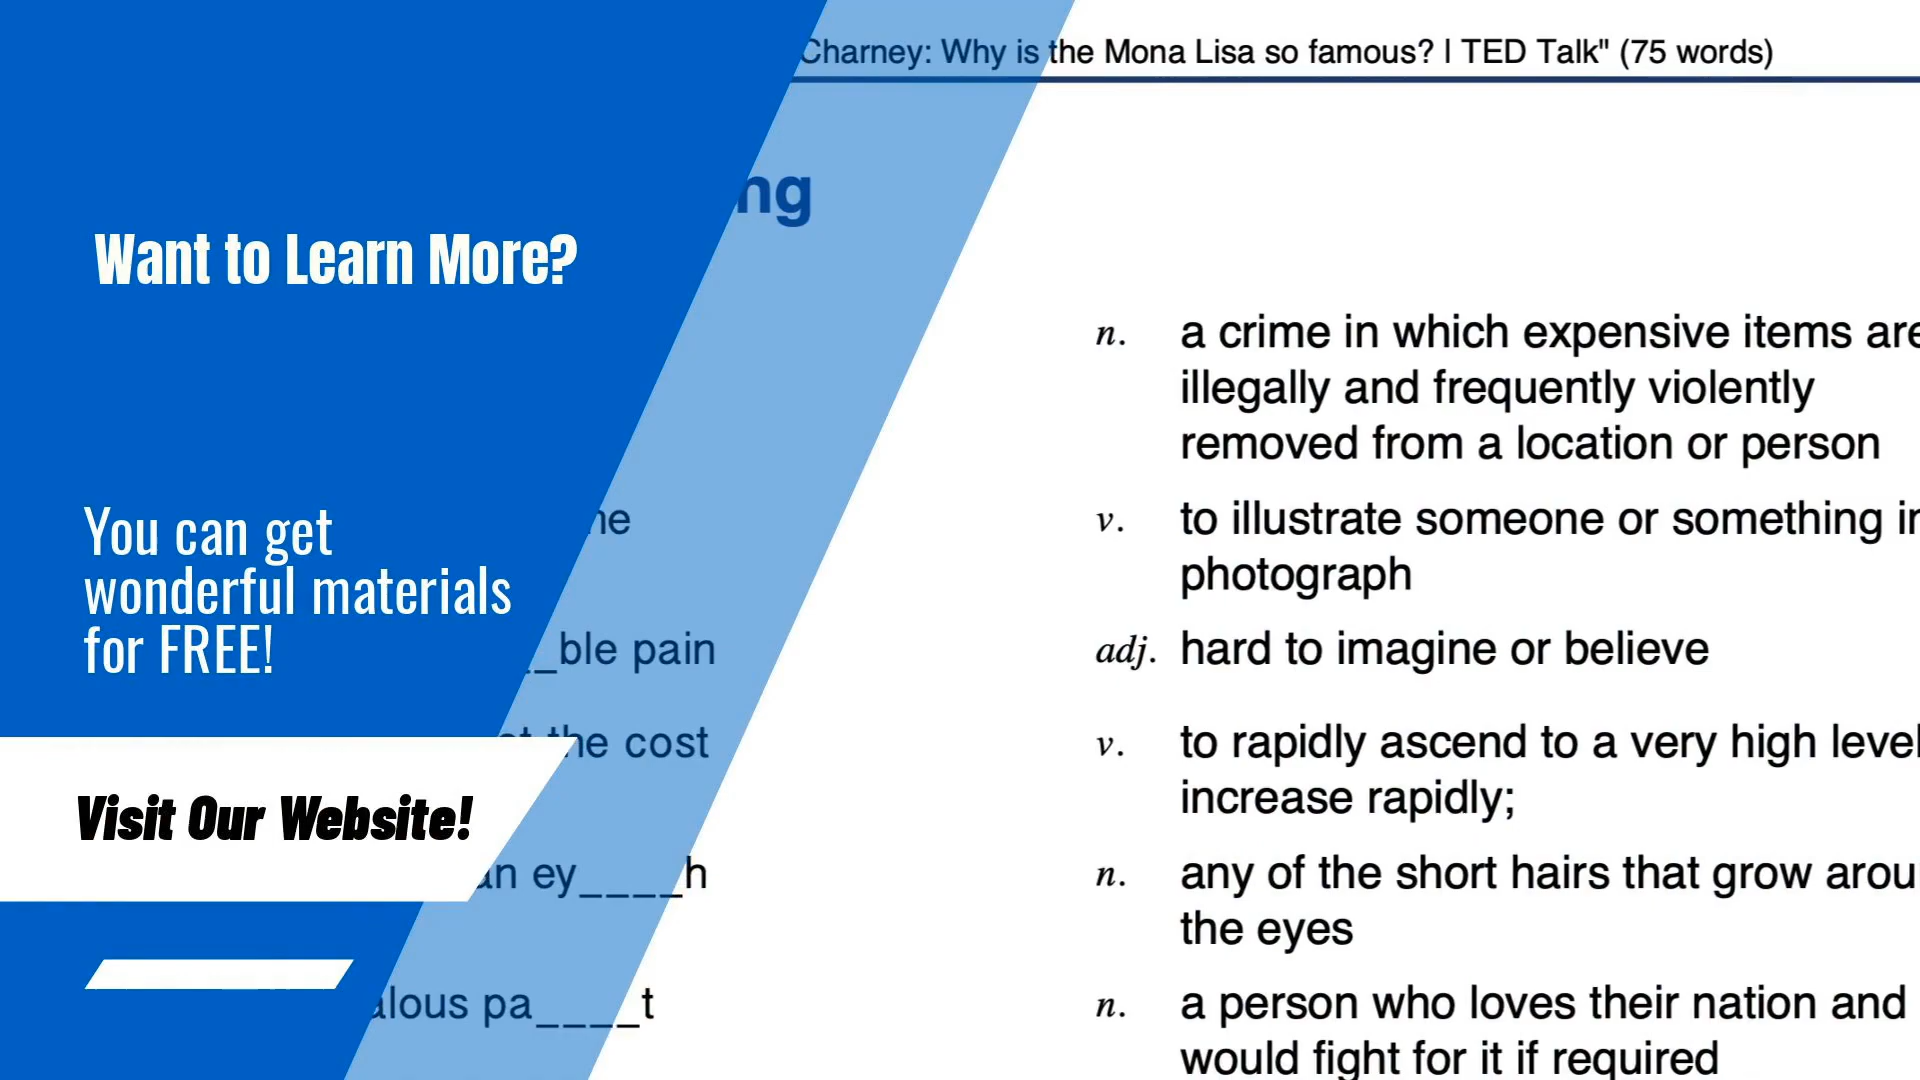 Charney: Why is the Mona Lisa so famous? | TED Talk" (75 words)
Want to Learn More?
You can get
wonderful materials
for FREE!
Visit Our Website!
n. a crime in which expensive items are
illegally and frequently violently
removed from a location or person
v. to illustrate someone or something in
photograph
_ble pain
adj. hard to imagine or believe
the cost
v. to rapidly ascend to a very high level
increase rapidly;
an ey____h
n. any of the short hairs that grow arou
the eyes
alous pa____t
n. a person who loves their nation and
would fight for it if required